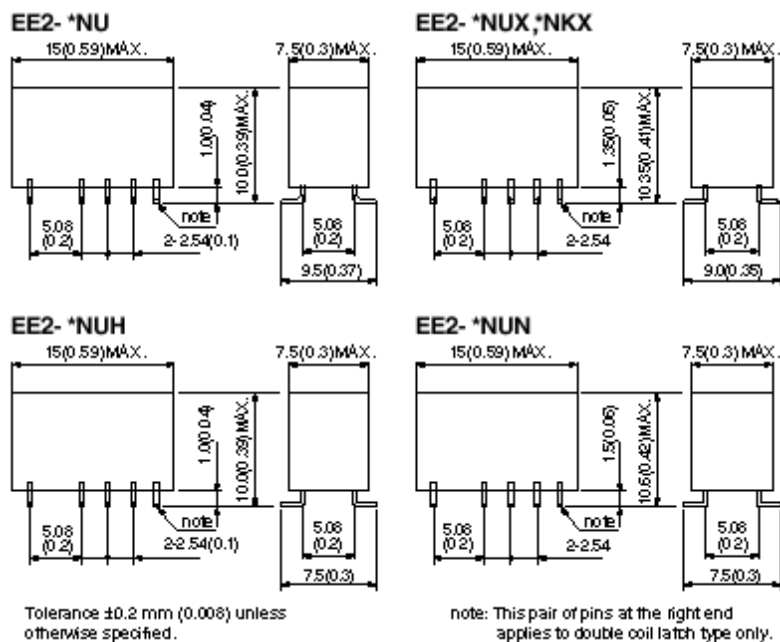 EE2- *NU
15(0.59)MAX.
7.5(0.3)MAX.
1.0(0.04)
10.0(0.39)MAX.
note
5.08
(0.2)
2-2.54(0.1)
5.08
(0.2)
9.5(0.37)
EE2- *NUX,*NKX
15(0.59) MAX.
7.5(0.3)MAX.
1.35(0.05)
10.35(0.41)MAX.
note
5.08
(0.2)
2-2.54
5.08
(0.2)
9.0(0.35)
EE2- *NUH
15(0.59)MAX.
7.5(0.3)MAX.
1.0(0.04)
10.0(0.39)MAX.
note
5.08
(0.2)
2-2.54(0.1)
5.08
(0.2)
7.5(0.3)
EE2- *NUN
15(0.59) MAX.
7.5(0.3)MAX.
1.5(0.06)
10.6(0.42)MAX.
note
5.08
(0.2)
2-2.54
5.08
(0.2)
7.5(0.3)
Tolerance ±0.2 mm (0.008) unless
otherwise specified.
note: This pair of pins at the right end
applies to double coil latch type only.